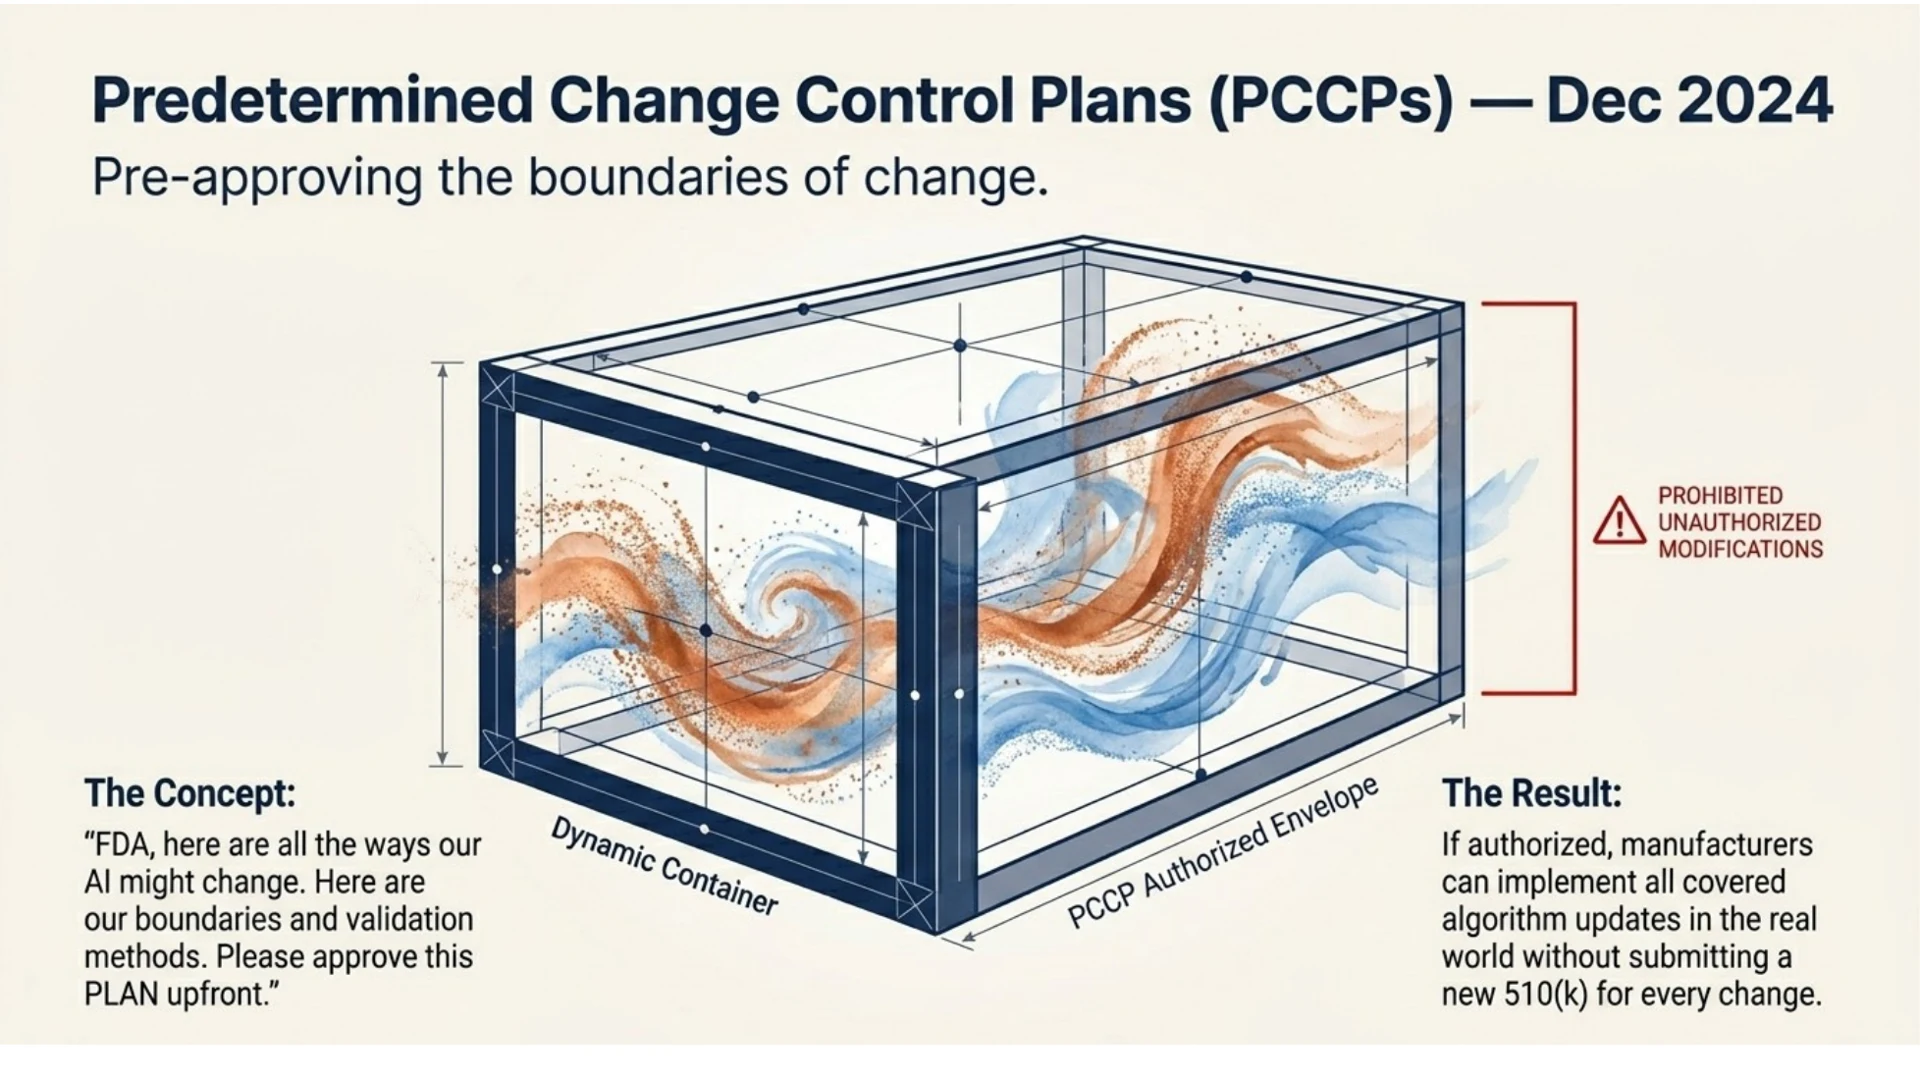 Predetermined Change Control Plans (PCCPs) — Dec 2024
Pre-approving the boundaries of change.
PROHIBITED
UNAUTHORIZED
MODIFICATIONS
Dynamic Container
PCCP Authorized Envelope
The Concept:
“FDA, here are all the ways our
AI might change. Here are
our boundaries and validation
methods. Please approve this
PLAN upfront.”
The Result:
If authorized, manufacturers
can implement all covered
algorithm updates in the real
world without submitting a
new 510(k) for every change.